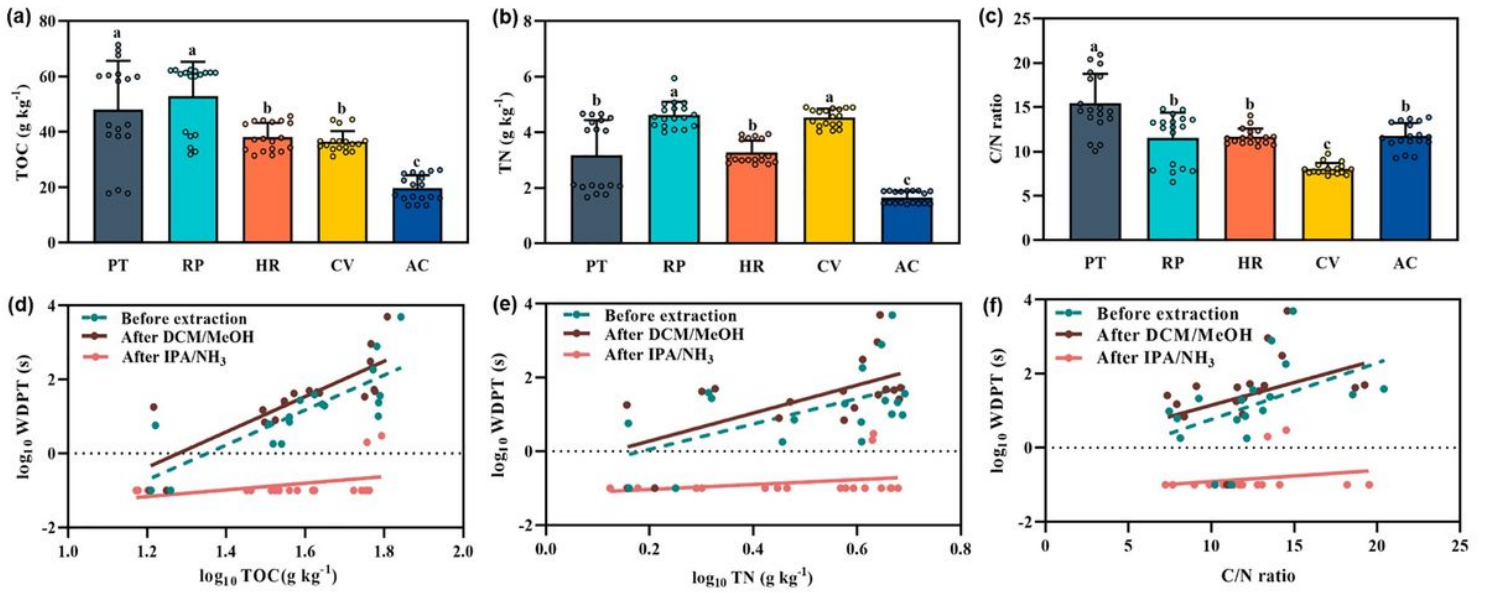 (a)
TOC (g kg⁻¹)
80
60
40
20
0
a
a
b
b
c
PT RP HR CV AC
(b)
TN (g kg⁻¹)
8
6
4
2
0
b
a
b
a
c
PT RP HR CV AC
(c)
C/N ratio
25
20
15
10
5
0
a
b
b
c
b
PT RP HR CV AC
(d)
log₁₀ WDPT (s)
4
2
0
-2
Before extraction
After DCM/MeOH
After IPA/NH₃
1.0 1.2 1.4 1.6 1.8 2.0
log₁₀ TOC(g kg⁻¹)
(e)
log₁₀ WDPT (s)
4
2
0
-2
Before extraction
After DCM/MeOH
After IPA/NH₃
0.0 0.2 0.4 0.6 0.8
log₁₀ TN (g kg⁻¹)
(f)
log₁₀ WDPT (s)
4
2
0
-2
Before extraction
After DCM/MeOH
After IPA/NH₃
0 5 10 15 20 25
C/N ratio